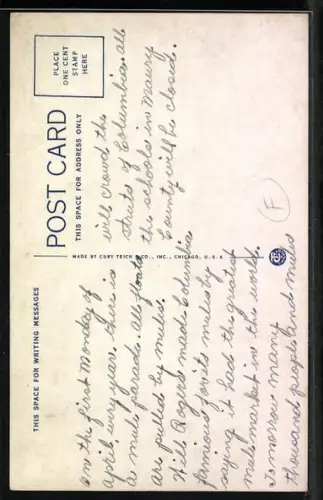 THIS SPACE FOR WRITING MESSAGES
on the first Monday of
April every year there is
a mule parade. all floats
are pulled by mules.
Will Rogers made Columbia
famious for its mules by
saying it had the gratest
mule market in the world.
Tomorrow many
thousand people and mules
POST CARD
THIS SPACE FOR ADDRESS ONLY
PLACE
ONE CENT
STAMP
HERE
will crowd the
streets of Columbia. all
the schools in Maury
County will be closed.
F
MADE BY CURT TEICH & CO., INC., CHICAGO, U.S.A.